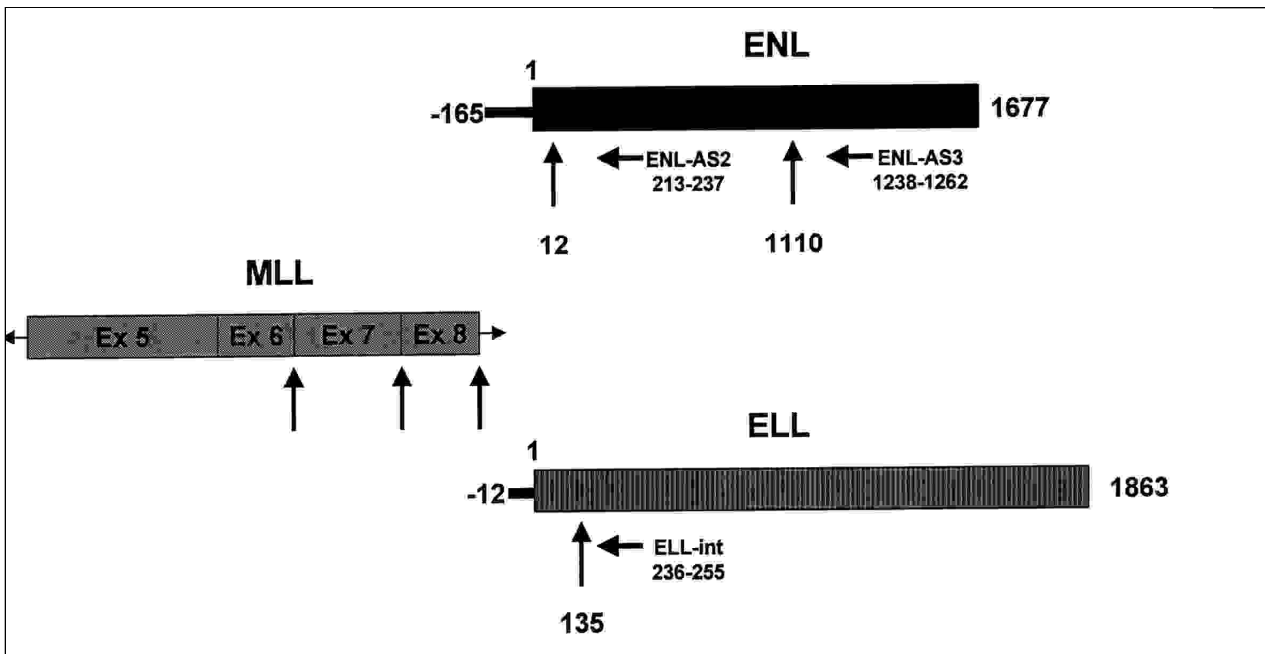 ENL
1
-165
1677
ENL-AS2
213-237
ENL-AS3
1238-1262
12
1110
MLL
Ex 5
Ex 6
Ex 7
Ex 8
ELL
1
-12
1863
ELL-int
236-255
135